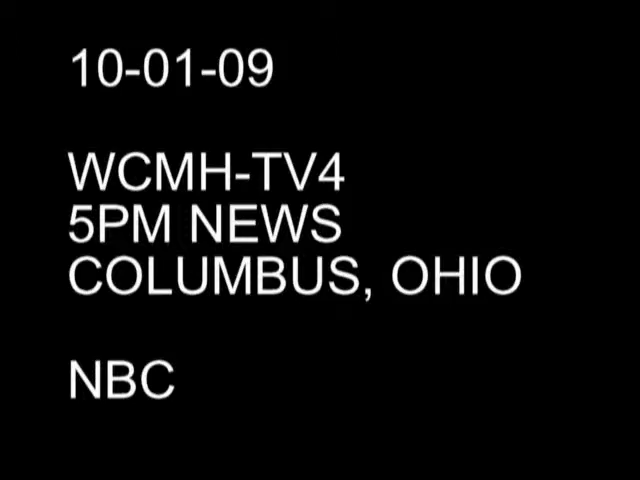 10-01-09
WCMH-TV4
5PM NEWS
COLUMBUS, OHIO
NBC